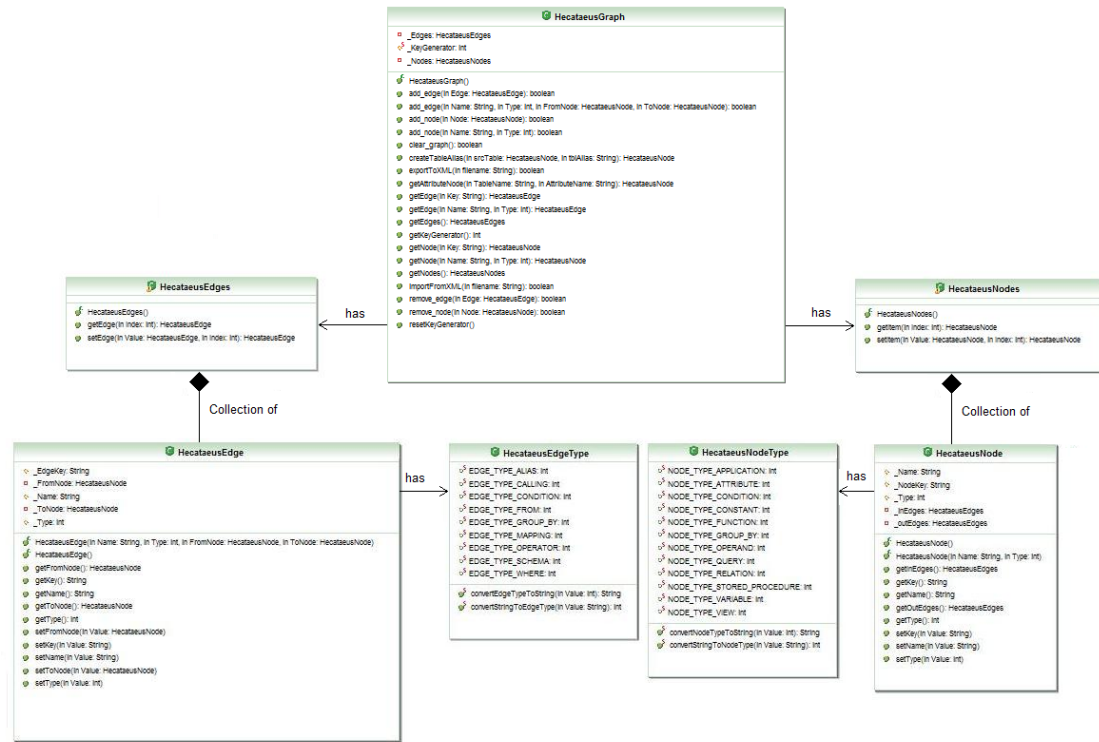 HecataeusGraph
_Edges: HecataeusEdges
_KeyGenerator: int
_Nodes: HecataeusNodes
HecataeusGraph()
add_edge(in Edge: HecataeusEdge): boolean
add_edge(in Name: String, in Type: int, in FromNode: HecataeusNode, in ToNode: HecataeusNode): boolean
add_node(in Node: HecataeusNode): boolean
add_node(in Name: String, in Type: int): boolean
clear_graph(): boolean
createTableAlias(in srcTable: HecataeusNode, in tblAlias: String): HecataeusNode
exportToXML(in filename: String): boolean
getAttributeNode(in TableName: String, in AttributeName: String): HecataeusNode
getEdge(in Key: String): HecataeusEdge
getEdge(in Name: String, in Type: int): HecataeusEdge
getEdges(): HecataeusEdges
getKeyGenerator(): int
getNode(in Key: String): HecataeusNode
getNode(in Name: String, in Type: int): HecataeusNode
getNodes(): HecataeusNodes
importFromXML(in filename: String): boolean
remove_edge(in Edge: HecataeusEdge): boolean
remove_node(in Node: HecataeusNode): boolean
resetKeyGenerator()
HecataeusEdges
HecataeusEdges()
getEdge(in Index: int): HecataeusEdge
setEdge(in Value: HecataeusEdge, in Index: int): HecataeusEdge
has
has
HecataeusNodes
HecataeusNodes()
getItem(in Index: int): HecataeusNode
setItem(in Value: HecataeusNode, in Index: int): HecataeusNode
Collection of
Collection of
HecataeusEdge
_EdgeKey: String
_FromNode: HecataeusNode
_Name: String
_ToNode: HecataeusNode
_Type: int
HecataeusEdge(in Name: String, in Type: int, in FromNode: HecataeusNode, in ToNode: HecataeusNode)
HecataeusEdge()
getFromNode(): HecataeusNode
getKey(): String
getName(): String
getToNode(): HecataeusNode
getType(): int
setFromNode(in Value: HecataeusNode)
setKey(in Value: String)
setName(in Value: String)
setToNode(in Value: HecataeusNode)
setType(in Value: int)
has
HecataeusEdgeType
EDGE_TYPE_ALIAS: int
EDGE_TYPE_CALLING: int
EDGE_TYPE_CONDITION: int
EDGE_TYPE_FROM: int
EDGE_TYPE_GROUP_BY: int
EDGE_TYPE_MAPPING: int
EDGE_TYPE_OPERATOR: int
EDGE_TYPE_SCHEMA: int
EDGE_TYPE_WHERE: int
convertEdgeTypeToString(in Value: int): String
convertStringToEdgeType(in Value: String): int
HecataeusNodeType
NODE_TYPE_APPLICATION: int
NODE_TYPE_ATTRIBUTE: int
NODE_TYPE_CONDITION: int
NODE_TYPE_CONSTANT: int
NODE_TYPE_FUNCTION: int
NODE_TYPE_GROUP_BY: int
NODE_TYPE_OPERAND: int
NODE_TYPE_QUERY: int
NODE_TYPE_RELATION: int
NODE_TYPE_STORED_PROCEDURE: int
NODE_TYPE_VARIABLE: int
NODE_TYPE_VIEW: int
convertNodeTypeToString(in Value: int): String
convertStringToNodeType(in Value: String): int
has
HecataeusNode
_Name: String
_NodeKey: String
_Type: int
_inEdges: HecataeusEdges
_outEdges: HecataeusEdges
HecataeusNode()
HecataeusNode(in Name: String, in Type: int)
getInEdges(): HecataeusEdges
getKey(): String
getName(): String
getOutEdges(): HecataeusEdges
getType(): int
setKey(in Value: String)
setName(in Value: String)
setType(in Value: int)